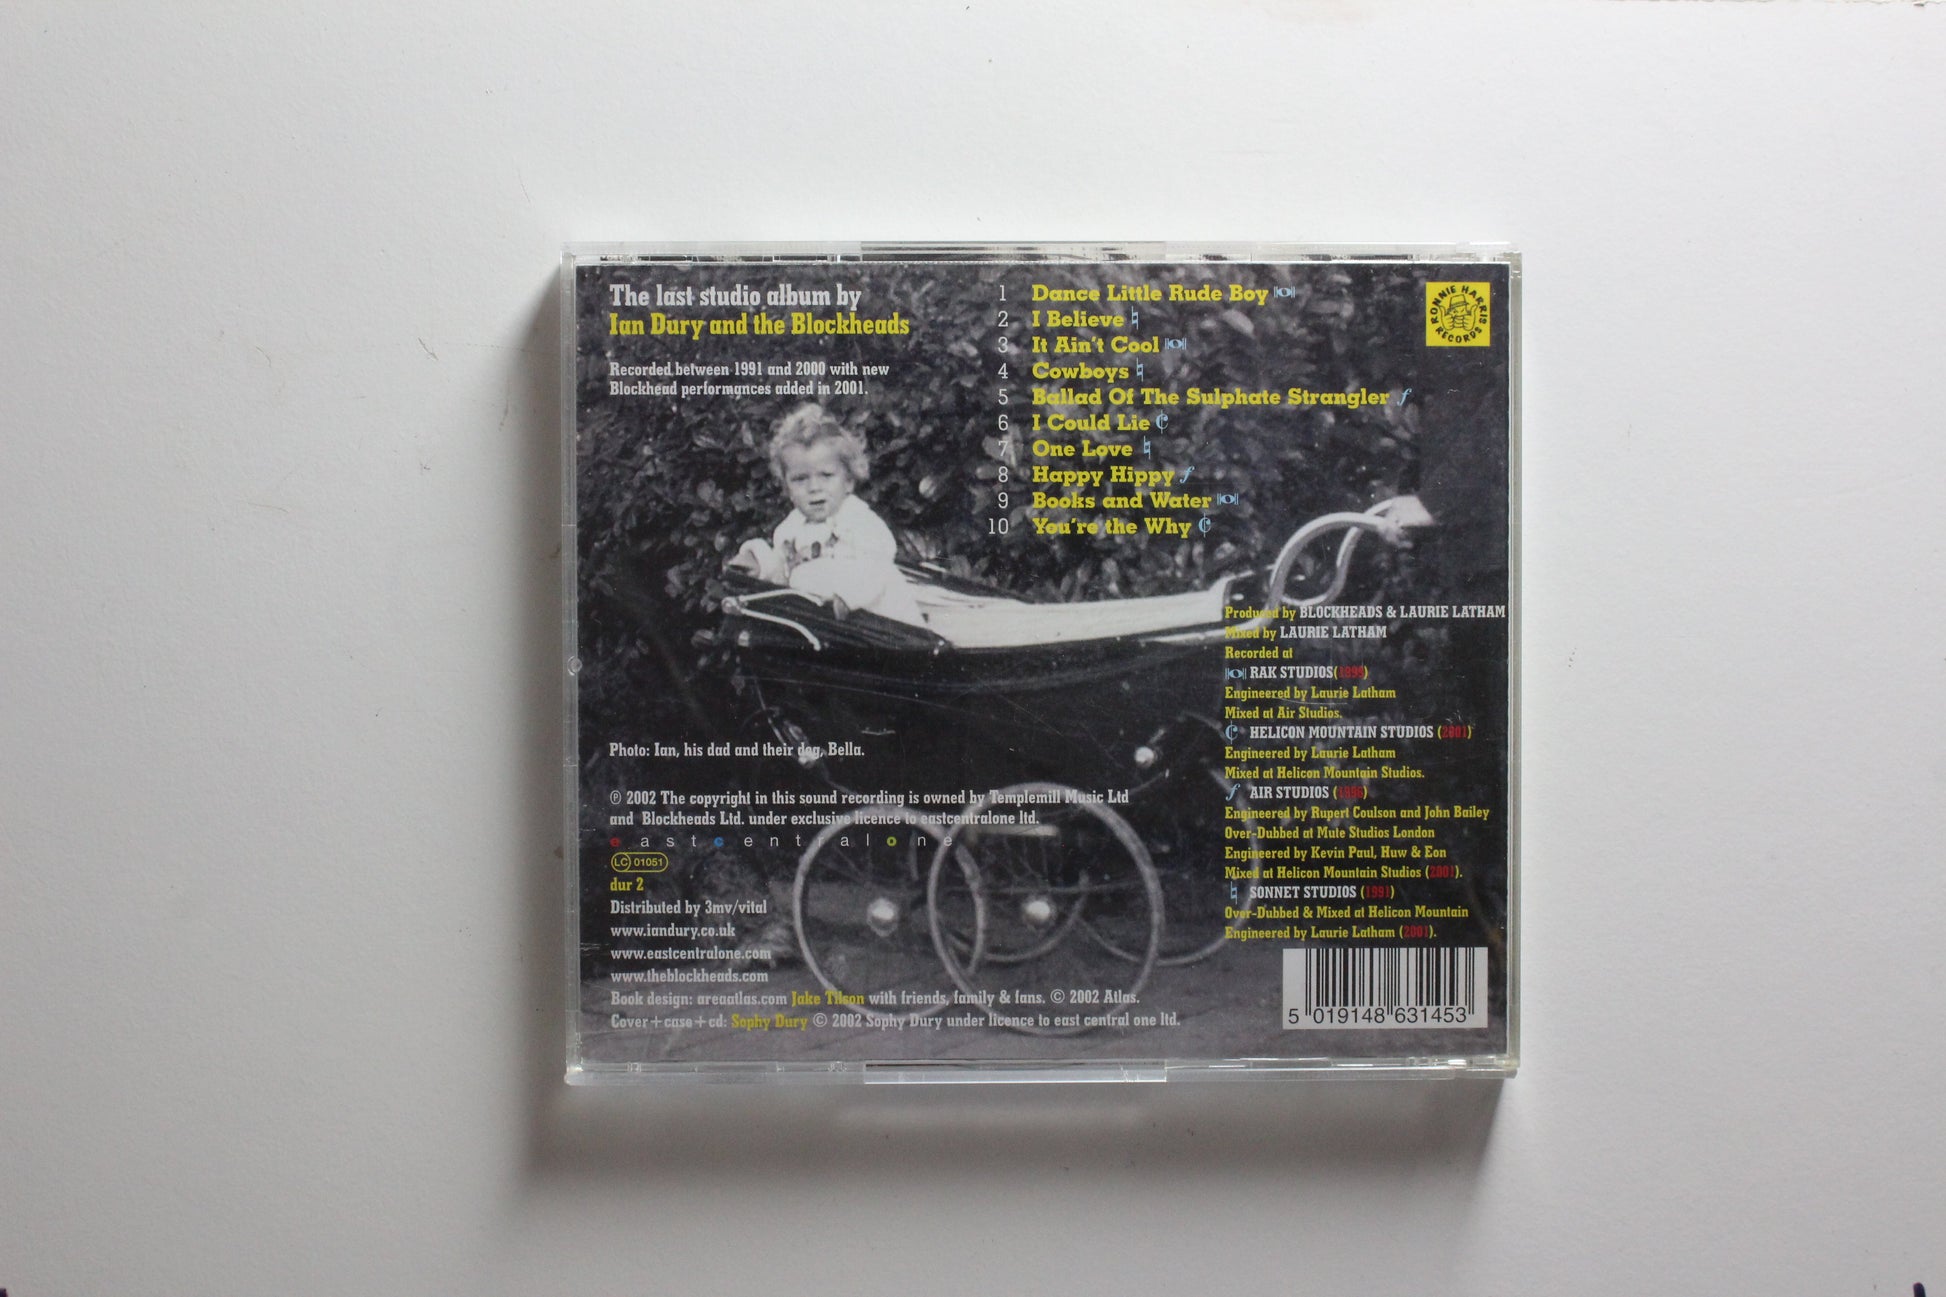 The last studio album by
Ian Dury and the Blockheads
Recorded between 1991 and 2000 with new
Blockhead performances added in 2001.
1 Dance Little Rude Boy
2 I Believe
3 It Ain't Cool
4 Cowboys
5 Ballad Of The Sulphate Strangler
6 I Could Lie
7 One Love
8 Happy Hippy
9 Books and Water
10 You're the Why
RONNIE HARRIS
RECORDS
Produced by BLOCKHEADS & LAURIE LATHAM
Mixed by LAURIE LATHAM
Recorded at
RAK STUDIOS
Engineered by Laurie Latham
Mixed at Air Studios.
HELICON MOUNTAIN STUDIOS (2001)
Engineered by Laurie Latham
Mixed at Helicon Mountain Studios.
AIR STUDIOS
Engineered by Rupert Coulson and John Bailey
Over-Dubbed at Mute Studios London
Engineered by Kevin Paul, Huw & Eon
Mixed at Helicon Mountain Studios (2001).
SONNET STUDIOS (1991)
Over-Dubbed & Mixed at Helicon Mountain
Engineered by Laurie Latham (2001).
Photo: Ian, his dad and their dog, Bella.
℗ 2002 The copyright in this sound recording is owned by Templemill Music Ltd
and Blockheads Ltd. under exclusive licence to eastcentralone ltd.
eastcentralone
LC 01051
dur 2
Distributed by 3mv/vital
www.iandury.co.uk
www.eastcentralone.com
www.theblockheads.com
Book design: areaatlas.com Jake Tilson with friends, family & fans. © 2002 Atlas.
Cover+case+cd: Sophy Dury © 2002 Sophy Dury under licence to east central one ltd.
5 019148 631453